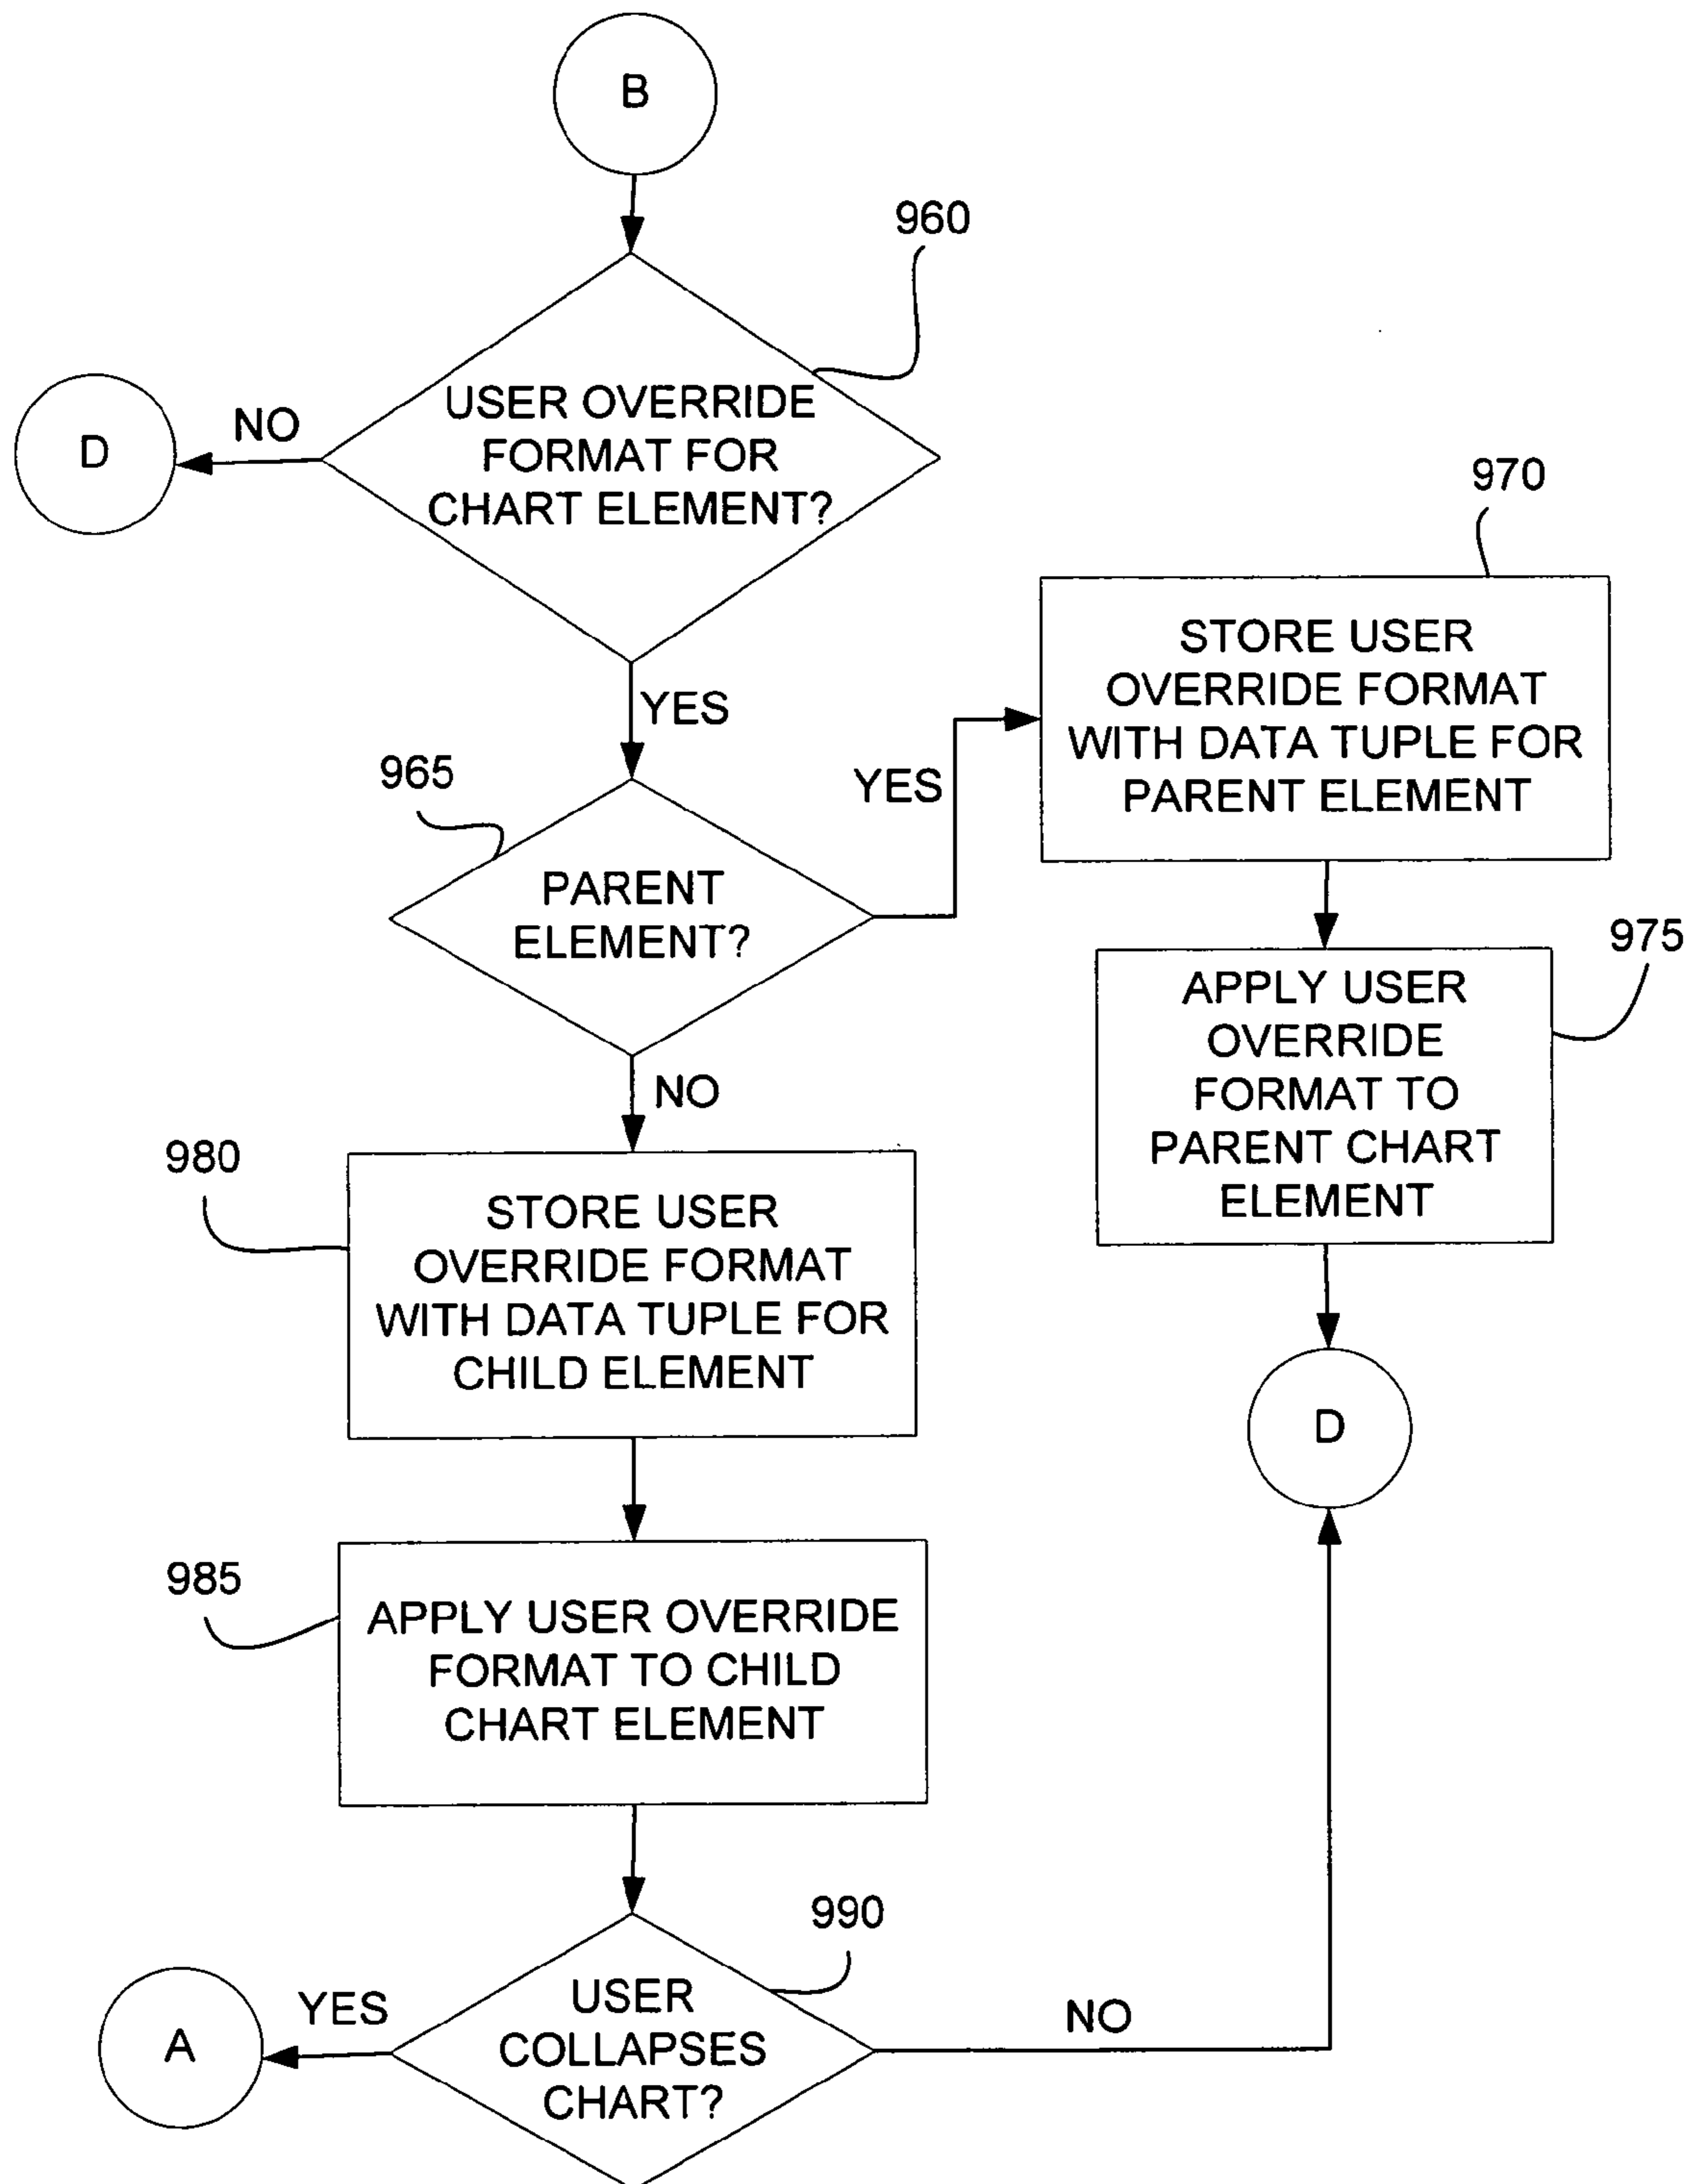 B
960
USER OVERRIDE
FORMAT FOR
CHART ELEMENT?
NO
D
YES
965
PARENT
ELEMENT?
YES
970
STORE USER
OVERRIDE FORMAT
WITH DATA TUPLE FOR
PARENT ELEMENT
975
APPLY USER
OVERRIDE
FORMAT TO
PARENT CHART
ELEMENT
D
NO
980
STORE USER
OVERRIDE FORMAT
WITH DATA TUPLE FOR
CHILD ELEMENT
985
APPLY USER OVERRIDE
FORMAT TO CHILD
CHART ELEMENT
990
USER
COLLAPSES
CHART?
YES
A
NO